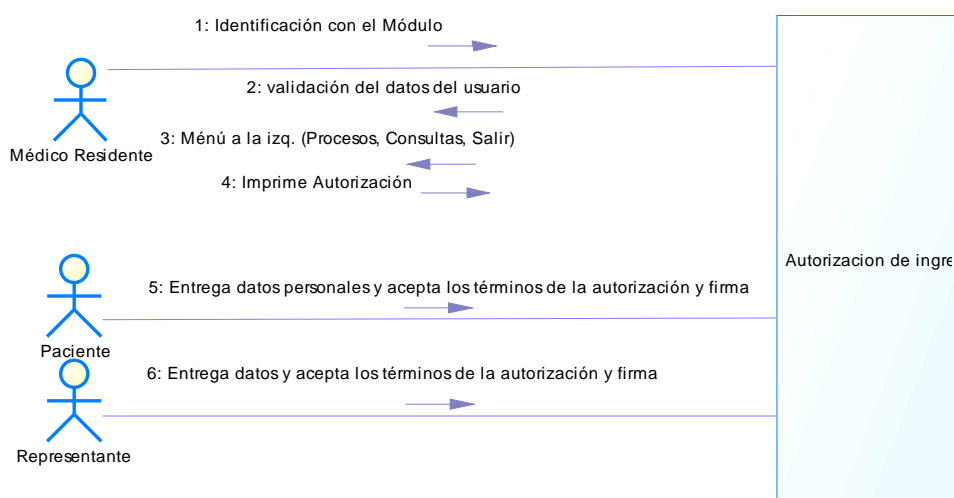 1: Identificación con el Módulo
2: validación del datos del usuario
Médico Residente
3: Ménú a la izq. (Procesos, Consultas, Salir)
4: Imprime Autorización
Autorizacion de ingre
5: Entrega datos personales y acepta los términos de la autorización y firma
Paciente
6: Entrega datos y acepta los términos de la autorización y firma
Representante